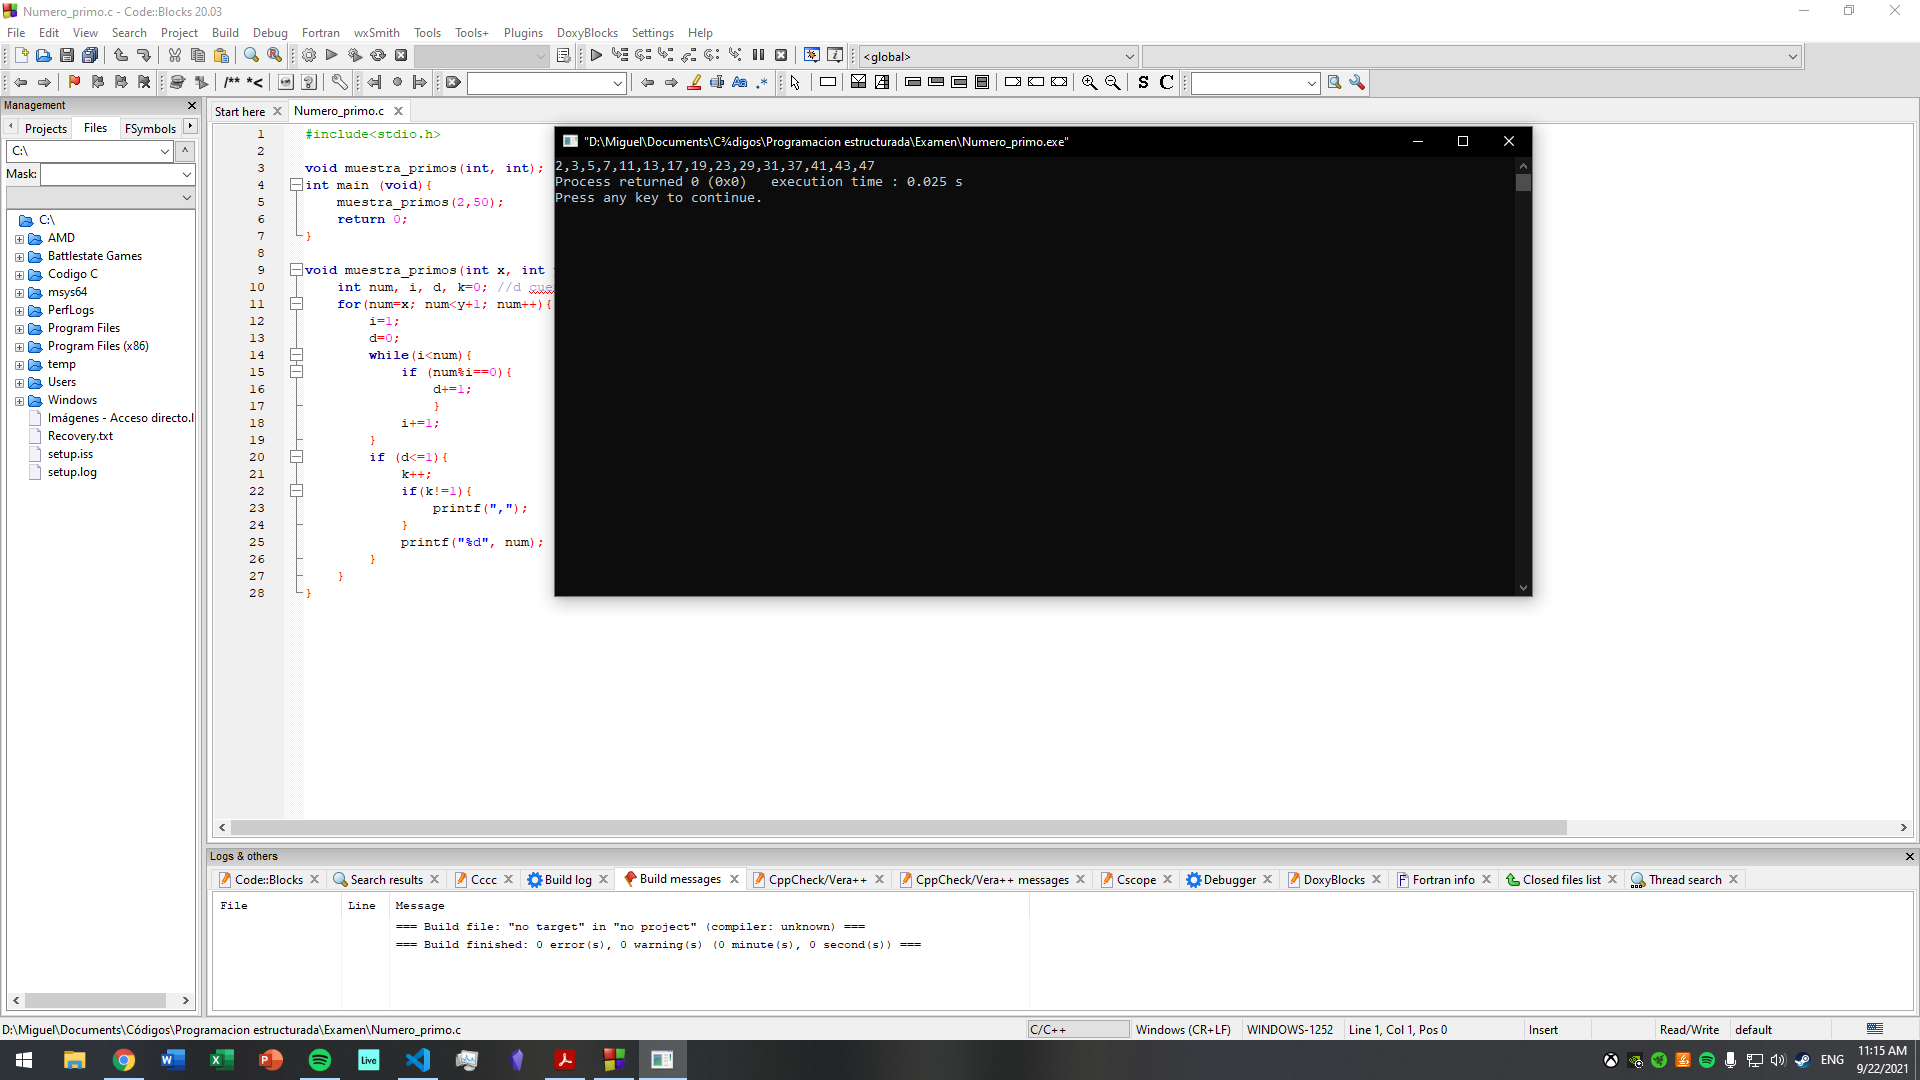 Numero_primo.c - Code::Blocks 20.03
File Edit View Search Project Build Debug Fortran wxSmith Tools Tools+ Plugins DoxyBlocks Settings Help
<global>
/** *<
Aa .*
S C
Management
Projects Files FSymbols
C:\
Mask:
C:\
AMD
Battlestate Games
Codigo C
msys64
PerfLogs
Program Files
Program Files (x86)
temp
Users
Windows
Imágenes - Acceso directo.l
Recovery.txt
setup.iss
setup.log
Start here Numero_primo.c
1 #include<stdio.h>
2
3 void muestra_primos(int, int);
4 int main (void){
5 muestra_primos(2,50);
6 return 0;
7 }
8
9 void muestra_primos(int x, int
10 int num, i, d, k=0; //d cue
11 for(num=x; num<y+1; num++){
12 i=1;
13 d=0;
14 while(i<num){
15 if (num%i==0){
16 d+=1;
17 }
18 i+=1;
19 }
20 if (d<=1){
21 k++;
22 if(k!=1){
23 printf(",");
24 }
25 printf("%d", num);
26 }
27 }
28 }
"D:\Miguel\Documents\C¾digos\Programacion estructurada\Examen\Numero_primo.exe"
2,3,5,7,11,13,17,19,23,29,31,37,41,43,47
Process returned 0 (0x0)   execution time : 0.025 s
Press any key to continue.
Logs & others
Code::Blocks Search results Cccc Build log Build messages CppCheck/Vera++ CppCheck/Vera++ messages Cscope Debugger DoxyBlocks Fortran info Closed files list Thread search
File Line Message
=== Build file: "no target" in "no project" (compiler: unknown) ===
=== Build finished: 0 error(s), 0 warning(s) (0 minute(s), 0 second(s)) ===
D:\Miguel\Documents\Códigos\Programacion estructurada\Examen\Numero_primo.c C/C++ Windows (CR+LF) WINDOWS-1252 Line 1, Col 1, Pos 0 Insert Read/Write default
Live
ENG
11:15 AM
9/22/2021